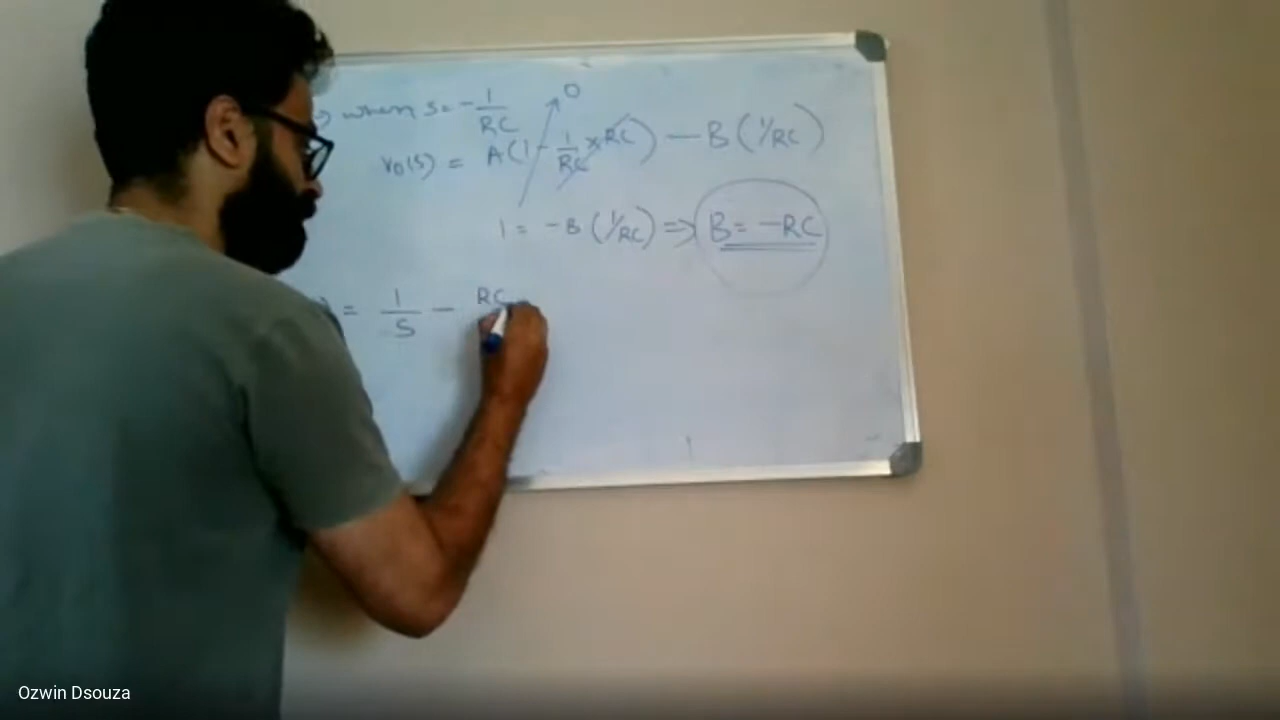 when s = -1/RC
V0(s) = A(1 - 1/RC × RC) - B(1/RC)
0
1 = -B(1/RC) => B = -RC
) = 1/S - RC
Ozwin Dsouza